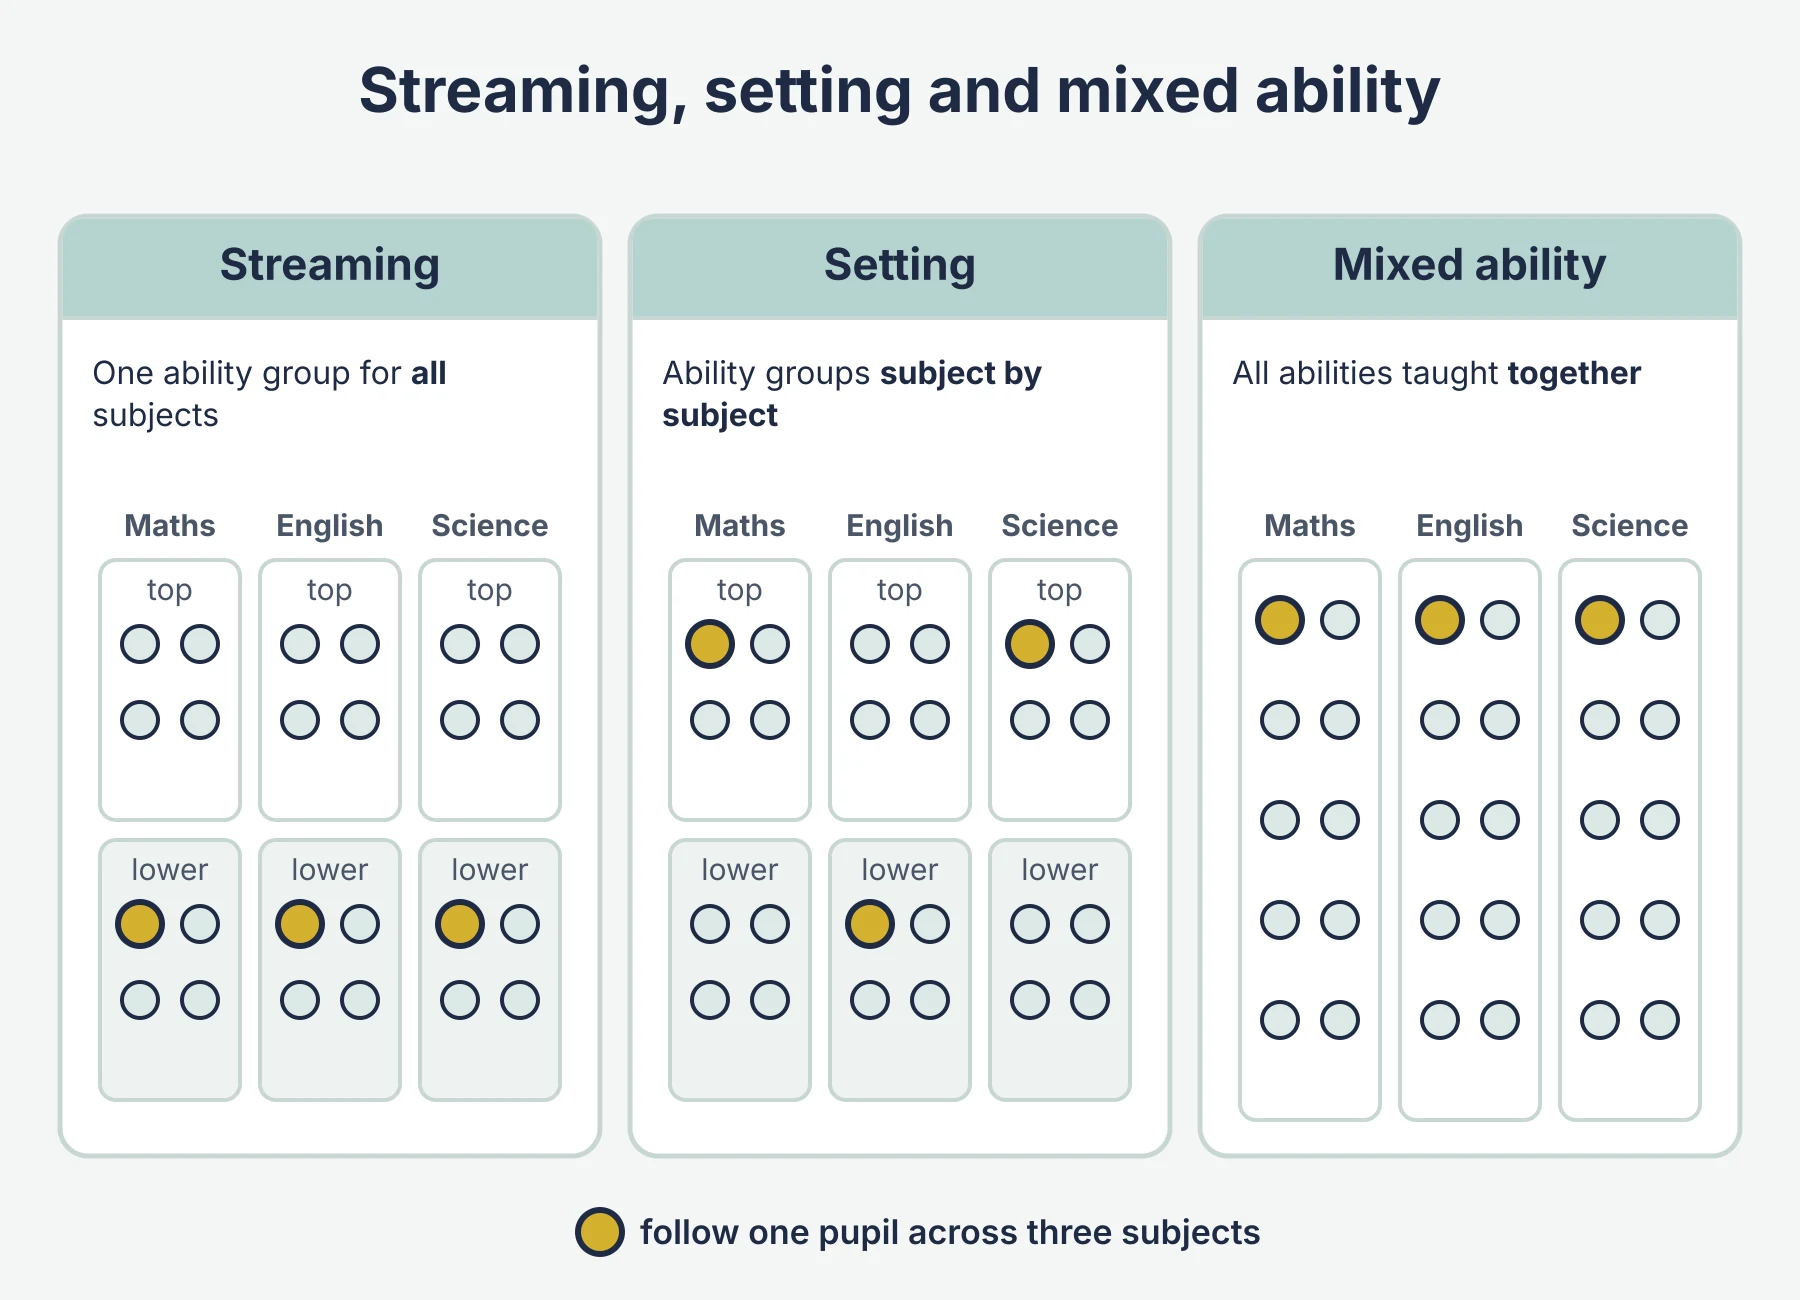 Streaming, setting and mixed ability
Streaming
One ability group for all
subjects
Maths English Science
top top top
lower lower lower
Setting
Ability groups subject by
subject
Maths English Science
top top top
lower lower lower
Mixed ability
All abilities taught together
Maths English Science
follow one pupil across three subjects